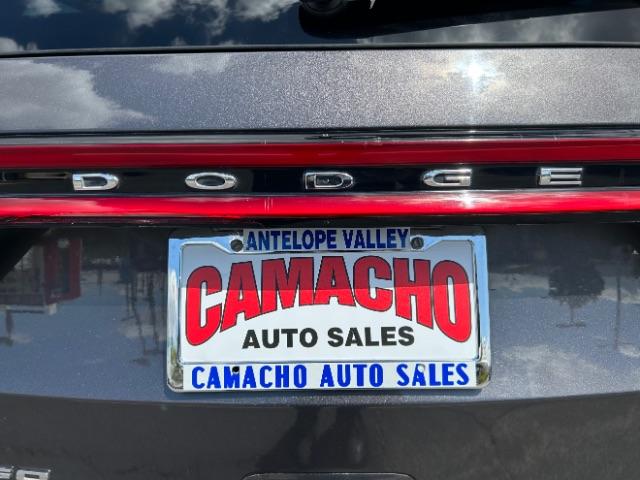 DODGE
ANTELOPE VALLEY
CAMACHO
AUTO SALES
CAMACHO AUTO SALES